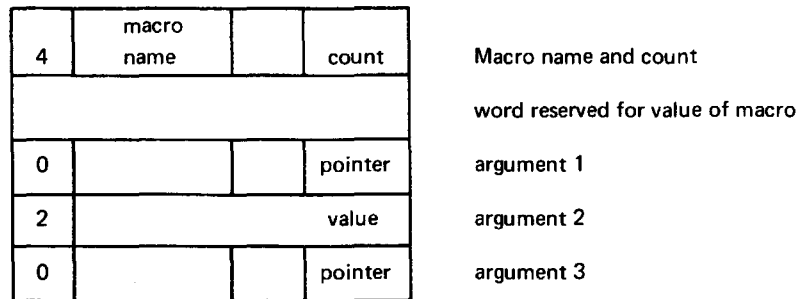 macro
4 name count Macro name and count
word reserved for value of macro
0 pointer argument 1
2 value argument 2
0 pointer argument 3